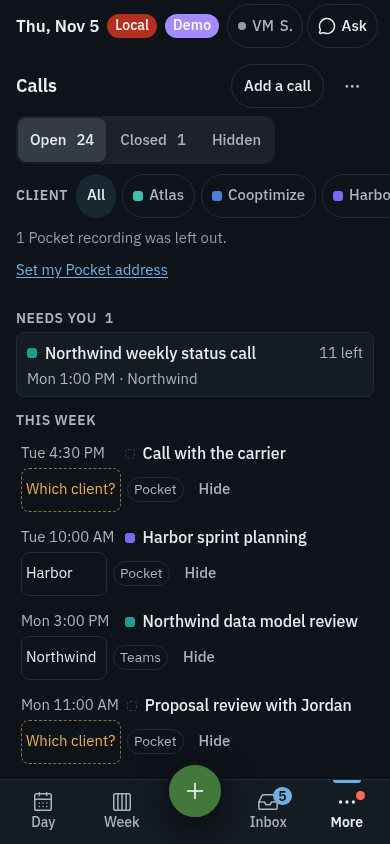 Thu, Nov 5 Local Demo VM S. Ask
Calls Add a call
Open 24 Closed 1 Hidden
CLIENT All Atlas Cooptimize Harbo
1 Pocket recording was left out.
Set my Pocket address
NEEDS YOU 1
Northwind weekly status call 11 left
Mon 1:00 PM · Northwind
THIS WEEK
Tue 4:30 PM Call with the carrier
Which client? Pocket Hide
Tue 10:00 AM Harbor sprint planning
Harbor Pocket Hide
Mon 3:00 PM Northwind data model review
Northwind Teams Hide
Mon 11:00 AM Proposal review with Jordan
Which client? Pocket Hide
5
Day Week Inbox More